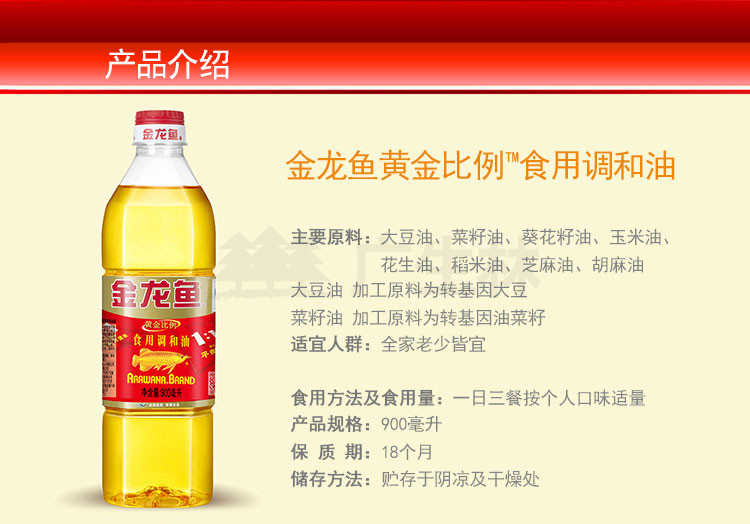 产品介绍
金龙鱼
金龙鱼黄金比例™食用调和油
主要原料：大豆油、菜籽油、葵花籽油、玉米油、
花生油、稻米油、芝麻油、胡麻油
大豆油 加工原料为转基因大豆
菜籽油 加工原料为转基因油菜籽
适宜人群：全家老少皆宜
食用方法及食用量：一日三餐按个人口味适量
产品规格：900毫升
保 质 期：18个月
储存方法：贮存于阴凉及干燥处
金龙鱼
黄金比例
食用调和油
ARAWANA BRAND
净含量:900毫升